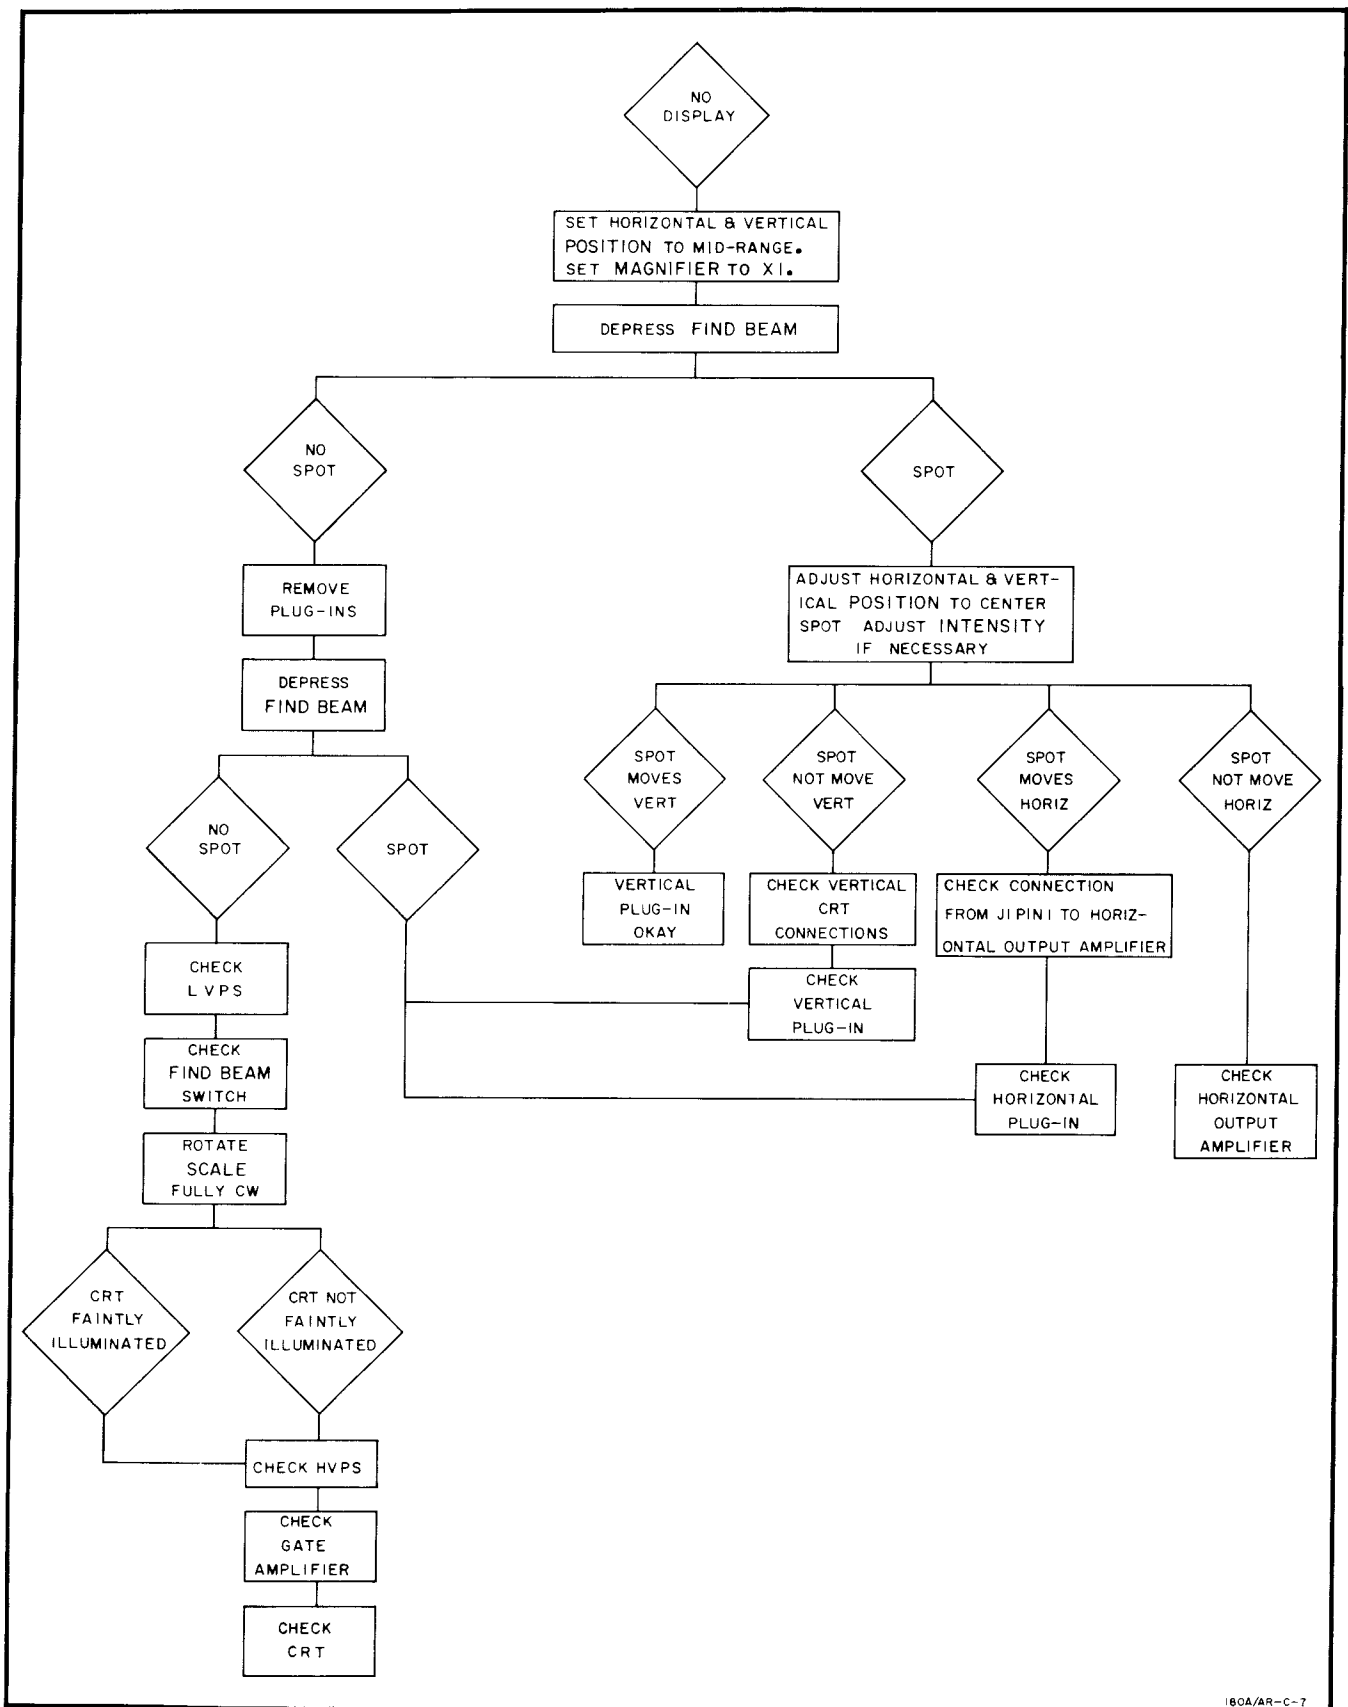 NO
DISPLAY
SET HORIZONTAL & VERTICAL
POSITION TO MID-RANGE.
SET MAGNIFIER TO X1.
DEPRESS FIND BEAM
NO
SPOT
SPOT
REMOVE
PLUG-INS
ADJUST HORIZONTAL & VERT-
ICAL POSITION TO CENTER
SPOT ADJUST INTENSITY
IF NECESSARY
DEPRESS
FIND BEAM
SPOT
MOVES
VERT
SPOT
NOT MOVE
VERT
SPOT
MOVES
HORIZ
SPOT
NOT MOVE
HORIZ
NO
SPOT
SPOT
VERTICAL
PLUG-IN
OKAY
CHECK VERTICAL
CRT
CONNECTIONS
CHECK CONNECTION
FROM J1 PIN 1 TO HORIZ-
ONTAL OUTPUT AMPLIFIER
CHECK
LVPS
CHECK
VERTICAL
PLUG-IN
CHECK
FIND BEAM
SWITCH
CHECK
HORIZONTAL
PLUG-IN
CHECK
HORIZONTAL
OUTPUT
AMPLIFIER
ROTATE
SCALE
FULLY CW
CRT
FAINTLY
ILLUMINATED
CRT NOT
FAINTLY
ILLUMINATED
CHECK HVPS
CHECK
GATE
AMPLIFIER
CHECK
CRT
180A/AR-C-7